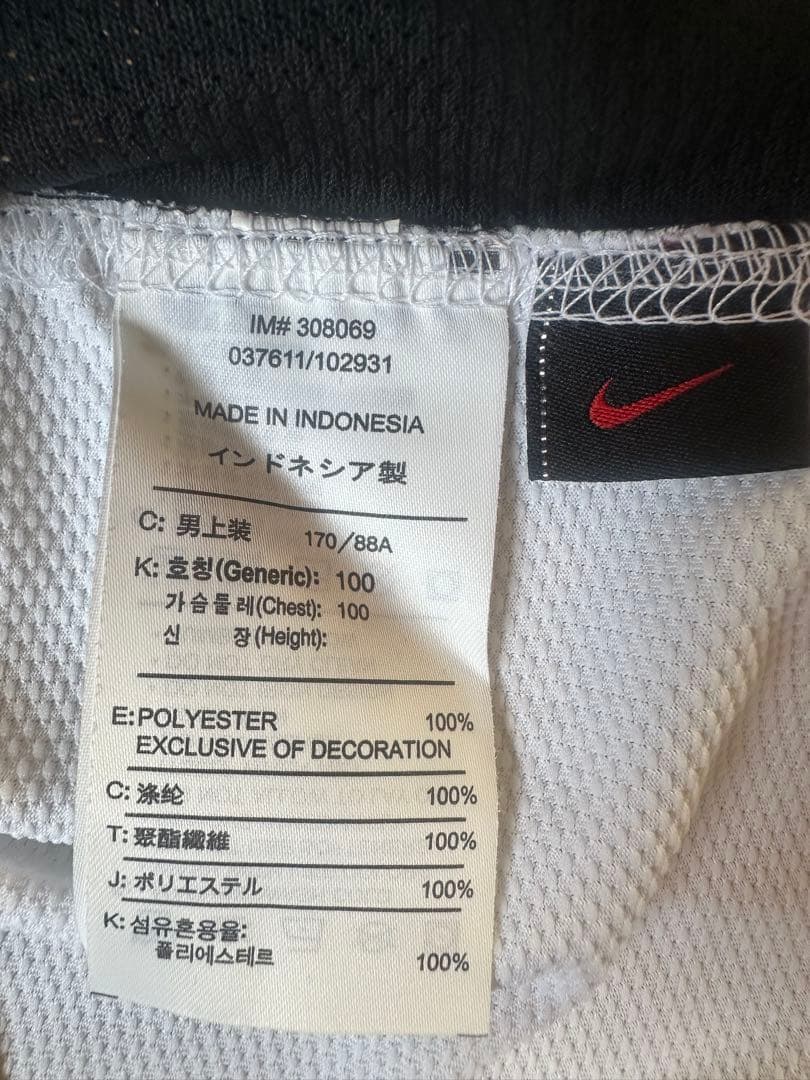 IM# 308069
037611/102931
MADE IN INDONESIA
インドネシア製
C: 男上装 170/88A
K: 호칭(Generic): 100
가슴둘레(Chest): 100
신 장(Height):
E: POLYESTER 100%
EXCLUSIVE OF DECORATION
C: 涤纶 100%
T: 聚酯纖維 100%
J: ポリエステル 100%
K: 섬유혼용율:
폴리에스테르 100%